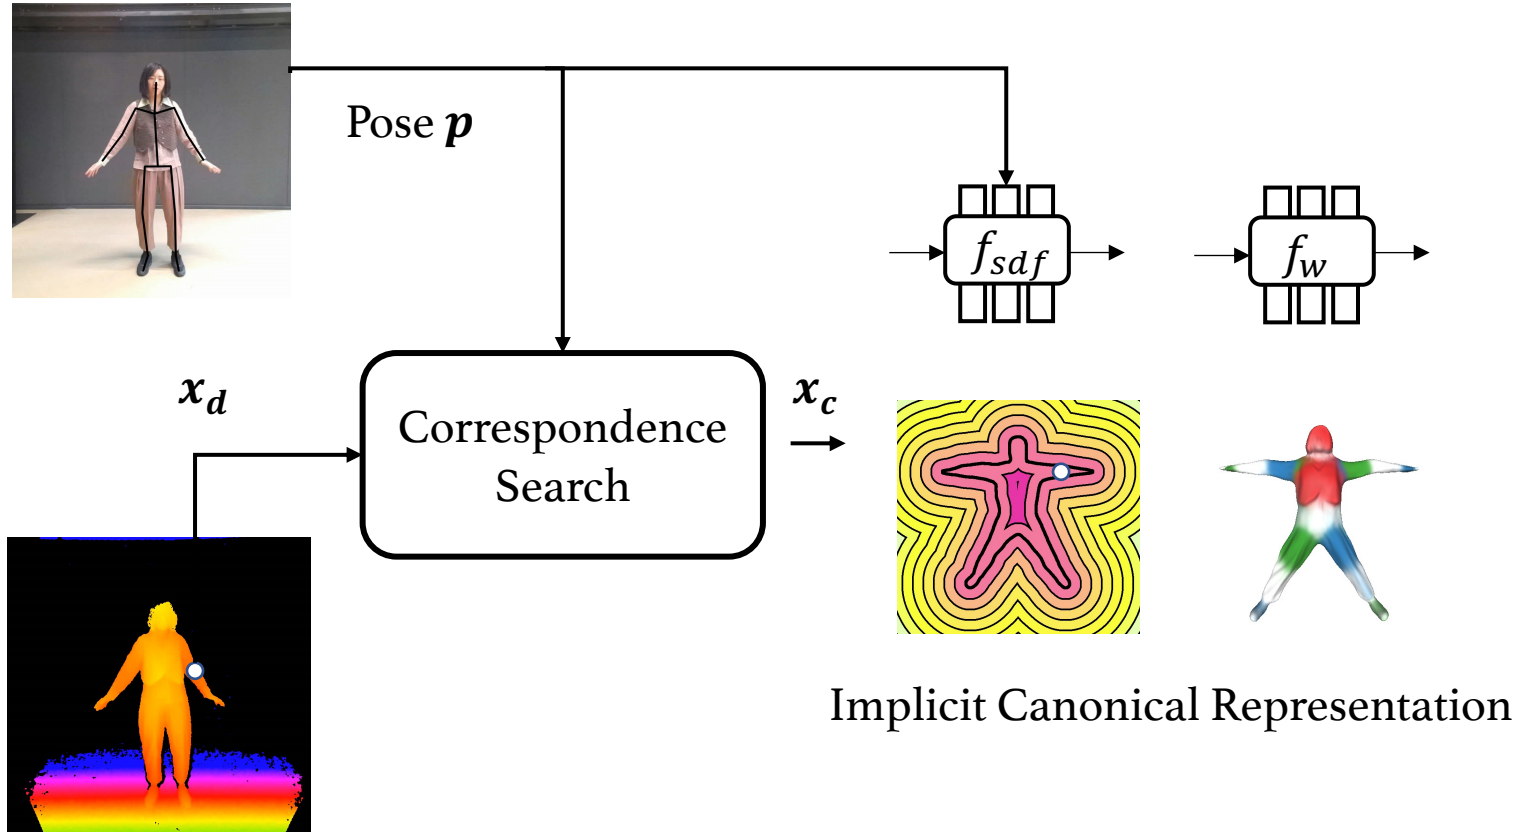 Pose p
f_sdf
f_w
x_d
x_c
Correspondence
Search
Implicit Canonical Representation